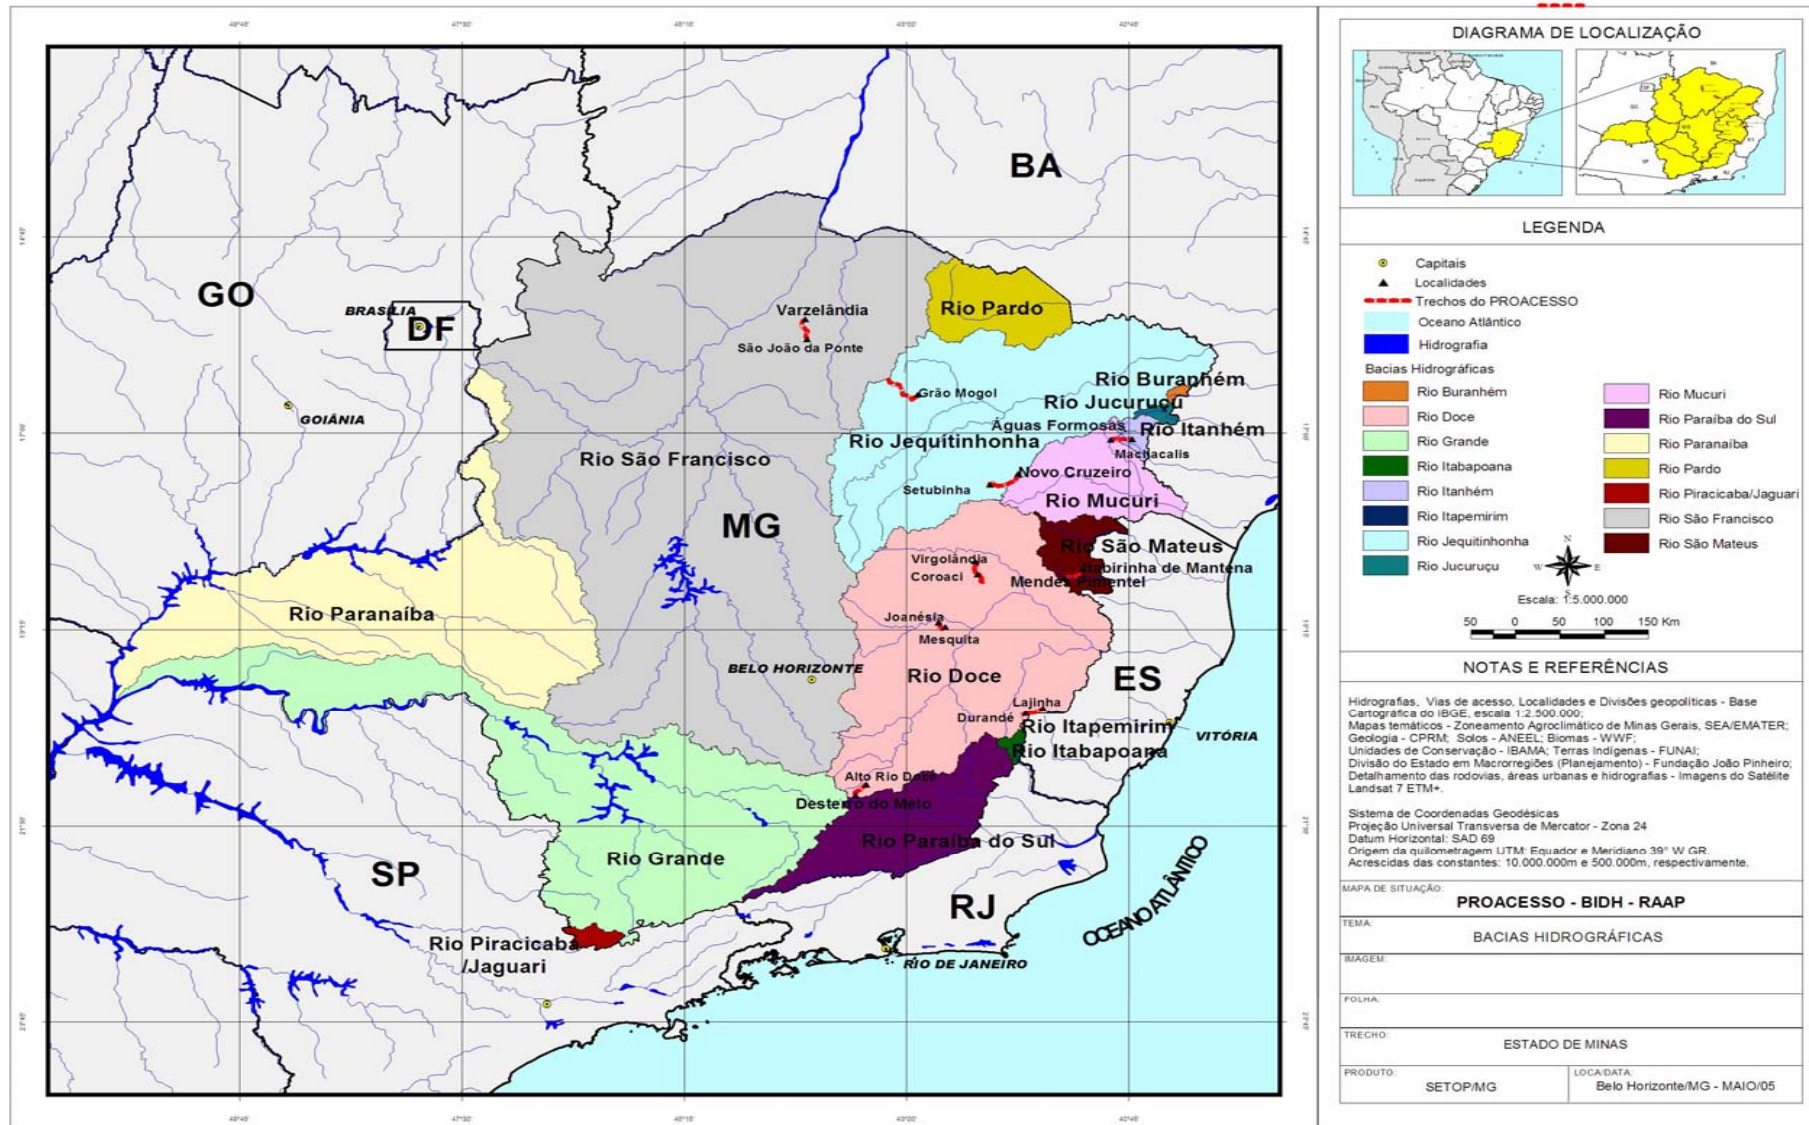 BA
GO
BRASÍLIA
DF
GOIÂNIA
Varzelândia
São João da Ponte
Rio Pardo
Grão Mogol
Rio Buranhém
Rio Jucuruçu
Águas Formosas
Rio Itanhém
Machacalis
Rio Jequitinhonha
Rio São Francisco
Novo Cruzeiro
Setubinha
Rio Mucuri
MG
Rio São Mateus
Virgolândia
Itabirinha de Mantena
Coroaci
Mendes Pimentel
Rio Paranaíba
Joanésia
Mesquita
BELO HORIZONTE
Rio Doce
ES
Lajinha
Durandé
Rio Itapemirim
VITÓRIA
Rio Itabapoana
Alto Rio Doce
Desterro do Melo
Rio Paraíba do Sul
Rio Grande
SP
RJ
OCEANO ATLÂNTICO
Rio Piracicaba
/Jaguari
RIO DE JANEIRO
DIAGRAMA DE LOCALIZAÇÃO
LEGENDA
Capitais
Localidades
Trechos do PROACESSO
Oceano Atlântico
Hidrografia
Bacias Hidrográficas
Rio Buranhém
Rio Doce
Rio Grande
Rio Itabapoana
Rio Itanhém
Rio Itapemirim
Rio Jequitinhonha
Rio Jucuruçu
Rio Mucuri
Rio Paraíba do Sul
Rio Paranaíba
Rio Pardo
Rio Piracicaba/Jaguari
Rio São Francisco
Rio São Mateus
N
W E
S
Escala: 1:5.000.000
50 0 50 100 150 Km
NOTAS E REFERÊNCIAS
Hidrografias, Vias de acesso, Localidades e Divisões geopolíticas - Base
Cartográfica do IBGE, escala 1:2.500.000;
Mapas temáticos - Zoneamento Agroclimático de Minas Gerais, SEA/EMATER;
Geologia - CPRM; Solos - ANEEL; Biomas - WWF;
Unidades de Conservação - IBAMA; Terras Indígenas - FUNAI;
Divisão do Estado em Macrorregiões (Planejamento) - Fundação João Pinheiro;
Detalhamento das rodovias, áreas urbanas e hidrografias - Imagens do Satélite
Landsat 7 ETM+.
Sistema de Coordenadas Geodésicas
Projeção Universal Transversa de Mercator - Zona 24
Datum Horizontal: SAD 69
Origem da quilometragem UTM: Equador e Meridiano 39° W GR.
Acrescidas das constantes: 10.000.000m e 500.000m, respectivamente.
MAPA DE SITUAÇÃO:
PROACESSO - BIDH - RAAP
TEMA:
BACIAS HIDROGRÁFICAS
IMAGEM:
FOLHA:
TRECHO:
ESTADO DE MINAS
PRODUTO:
SETOP/MG
LOCA/DATA:
Belo Horizonte/MG - MAIO/05